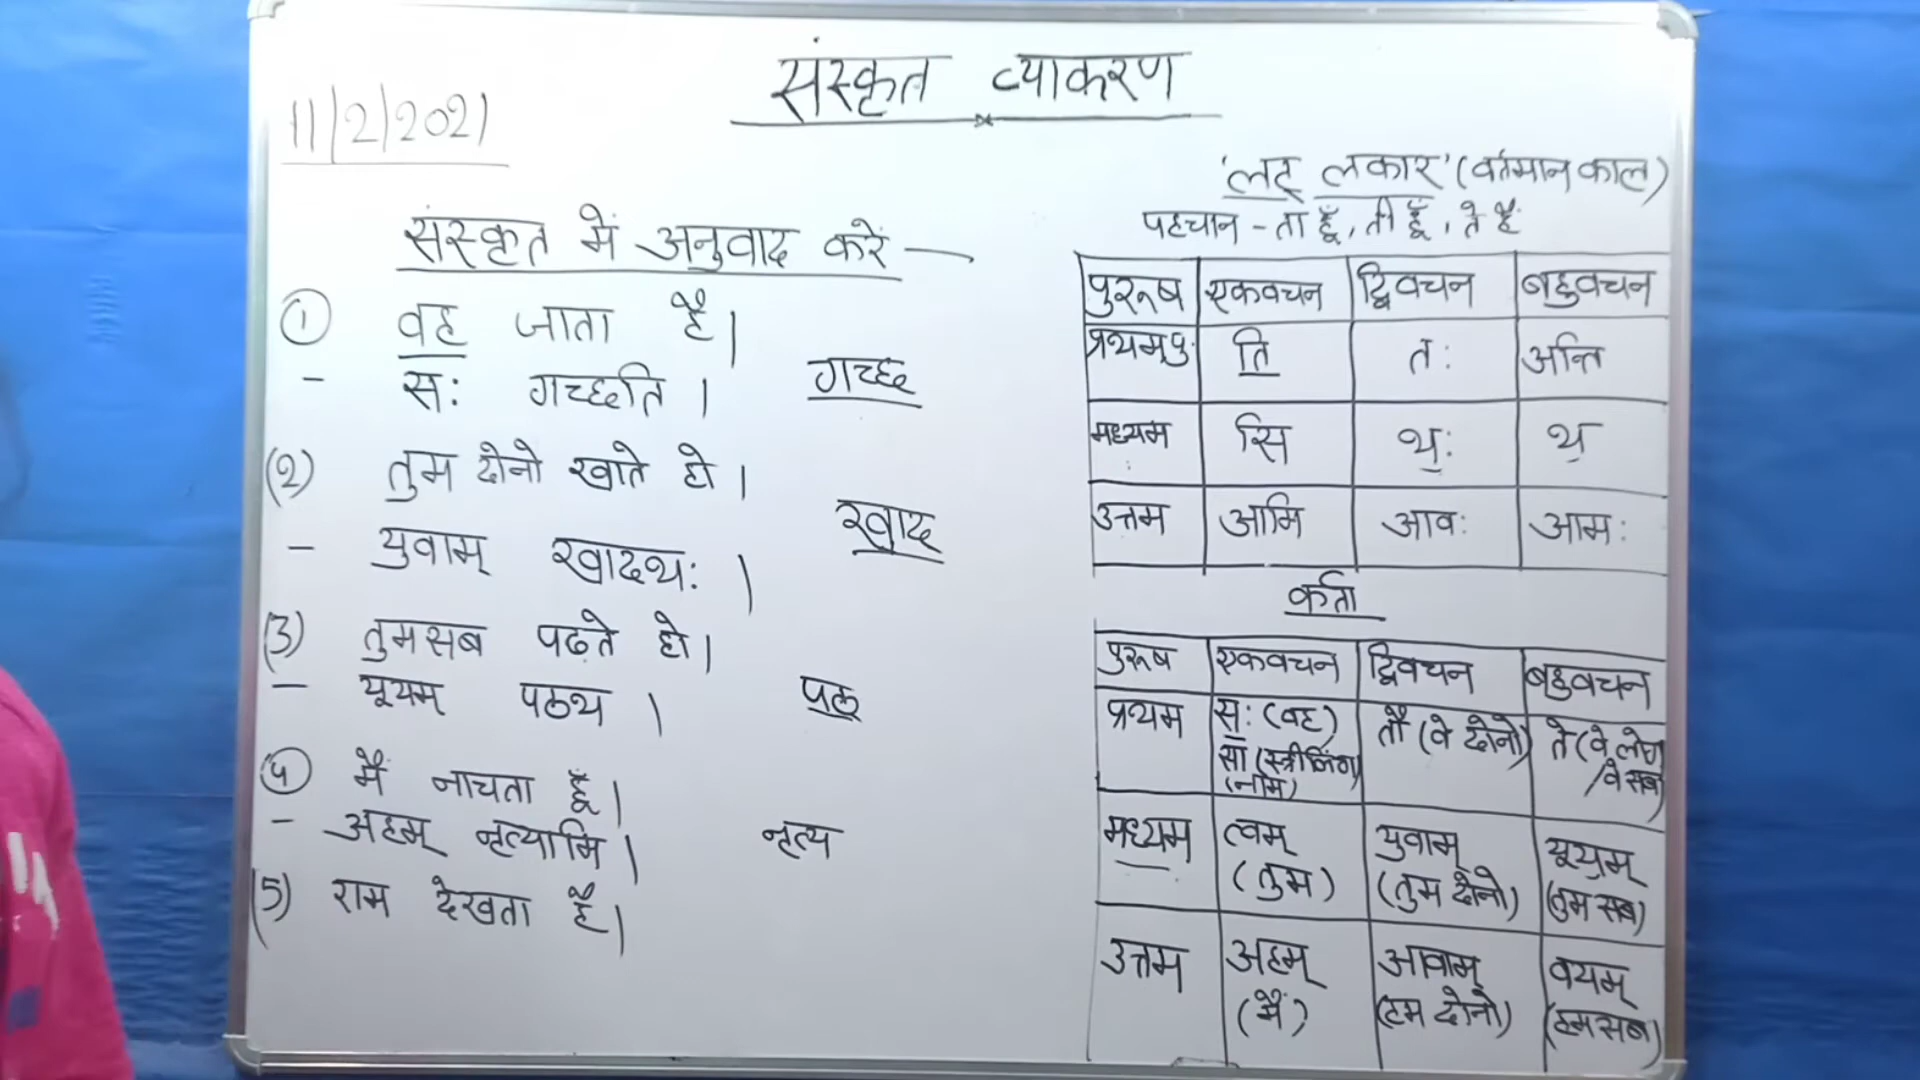 संस्कृत व्याकरण
11/2/2021
संस्कृत में अनुवाद करें —
① वह जाता है।
- सः गच्छति । गच्छ
(२) तुम दोनो खाते हो ।
- युवाम् खादथः । खाद
(3) तुमसब पढ़ते हो।
- यूयम् पठथ । पठ
④ मैं नाचता हूँ।
- अहम् नृत्यामि। नृत्य
(5) राम देखता है।
'लट् लकार' (वर्तमान काल)
पहचान - ता हूँ, ती हूँ, ते हैं
पुरूष एकवचन द्विवचन बहुवचन
प्रथम पु. ति तः अन्ति
मध्यम सि थः थ
उत्तम आमि आवः आमः
कर्ता
पुरूष एकवचन द्विवचन बहुवचन
प्रथम सः (वह) तौ (वे दोनो) ते (वे लोग
सा (स्त्रीलिंग) / वे सब)
(नाम)
मध्यम त्वम् युवाम् यूयम्
(तुम) (तुम दोनो) (तुम सब)
उत्तम अहम् आवाम् वयम्
(मैं) (हम दोनो) (हम सब)